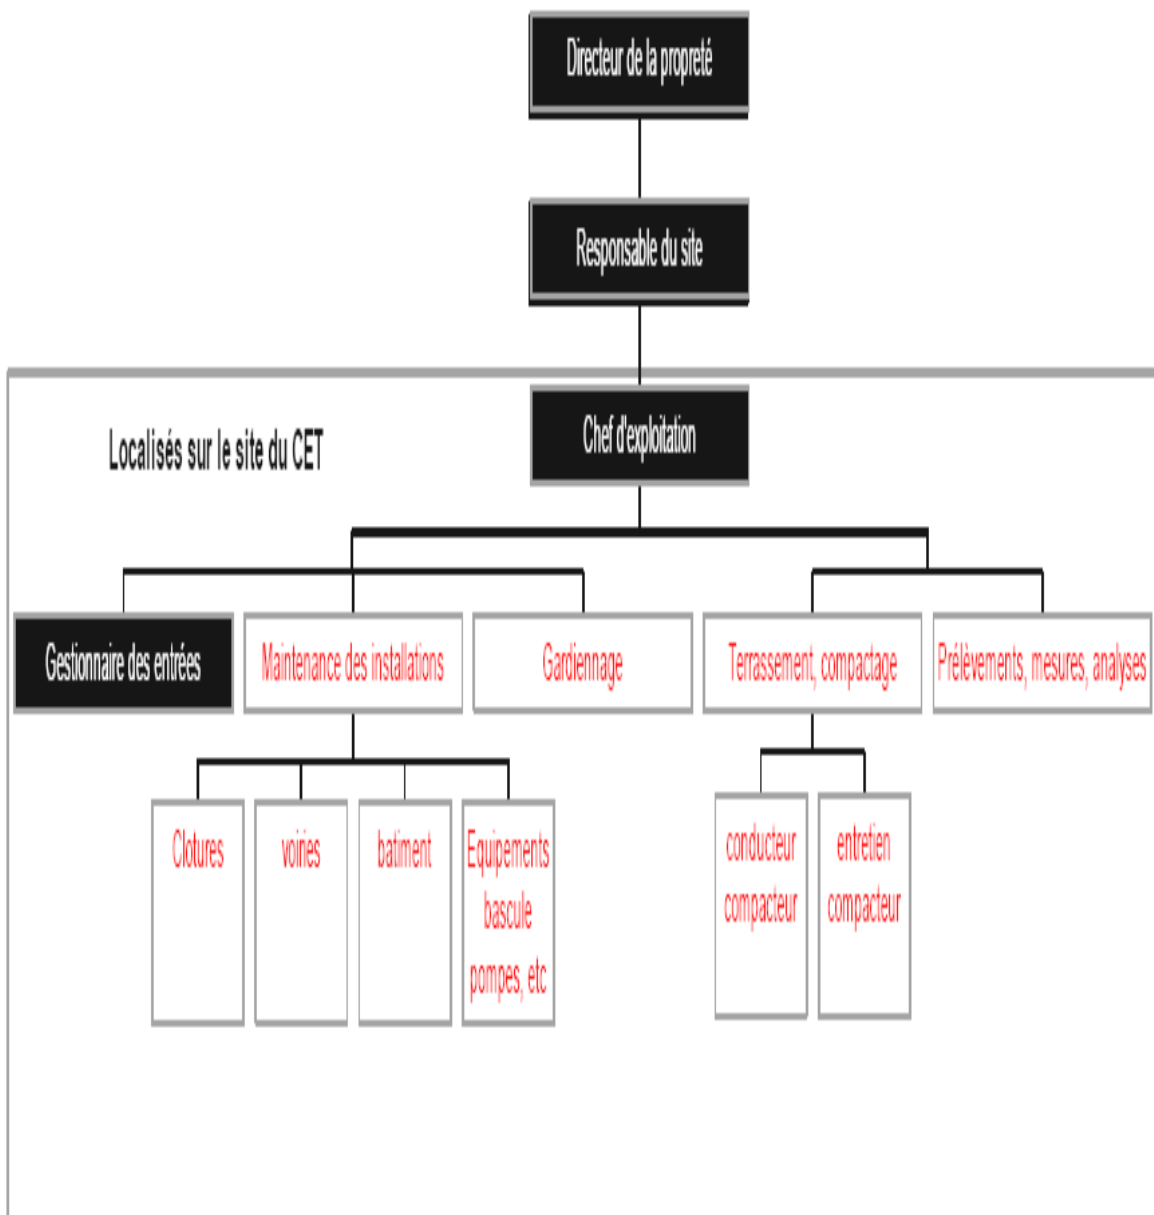 Directeur de la propreté
Responsable du site
Chef d'exploitation
Localisés sur le site du CET
Gestionnaire des entrées
Maintenance des installations
Gardiennage
Terrassement, compactage
Prélèvements, mesures, analyses
Clotures
voiries
batiment
Equipements
bascule
pompes, etc
conducteur
compacteur
entretien
compacteur